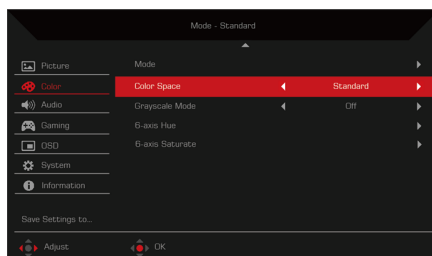 Mode - Standard
Picture
Mode
Color
Color Space
Standard
Audio
Grayscale Mode
Off
Gaming
6-axis Hue
OSD
6-axis Saturate
System
Information
Save Settings to...
Adjust
OK